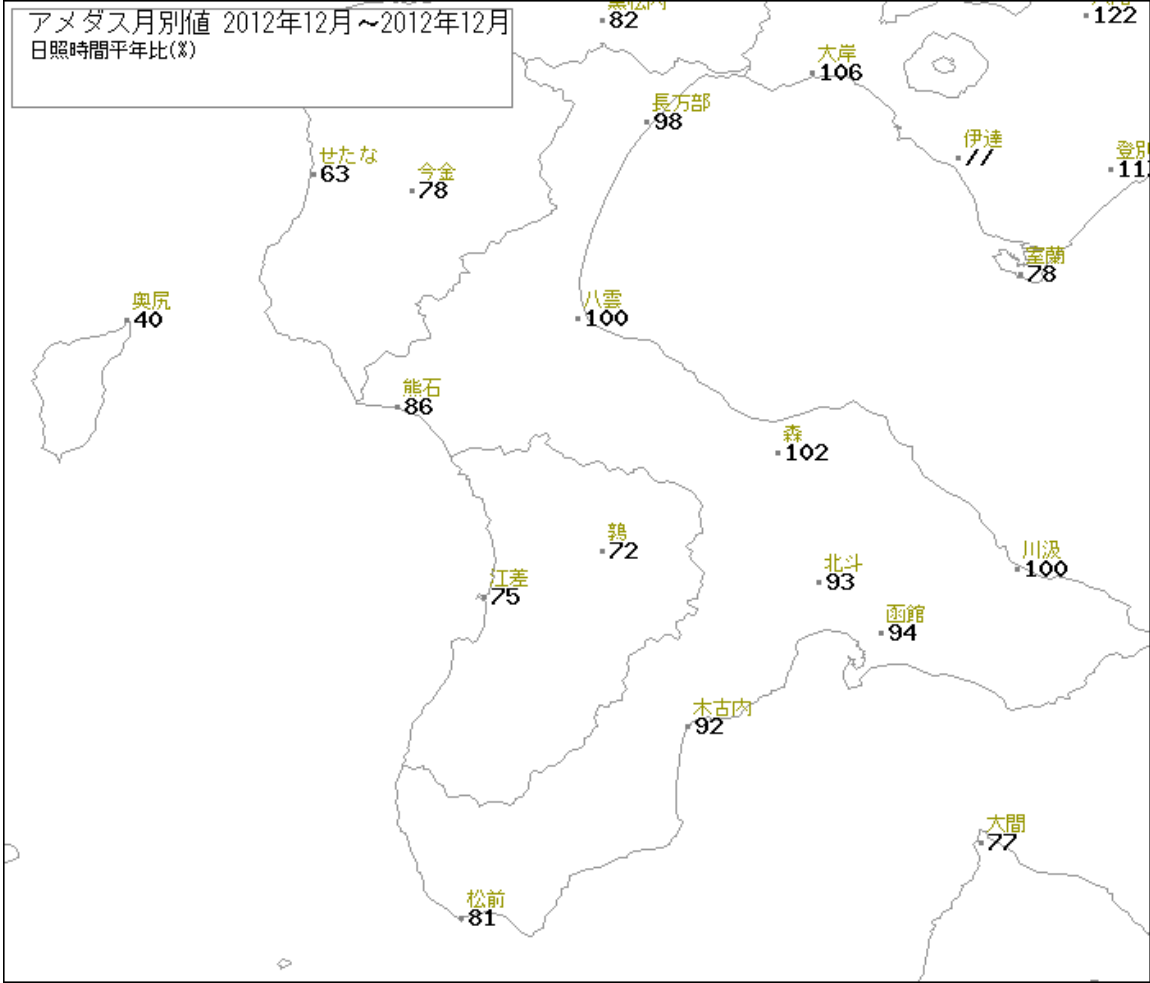 アメダス月別値 2012年12月～2012年12月
日照時間平年比(%)
82
122
大岸
106
長万部
98
伊達
//
せたな
63
今金
78
登別
室蘭
78
奥尻
40
八雲
100
熊石
86
森
102
鶉
72
川汲
100
北斗
93
江差
75
函館
94
木古内
92
大間
77
松前
81